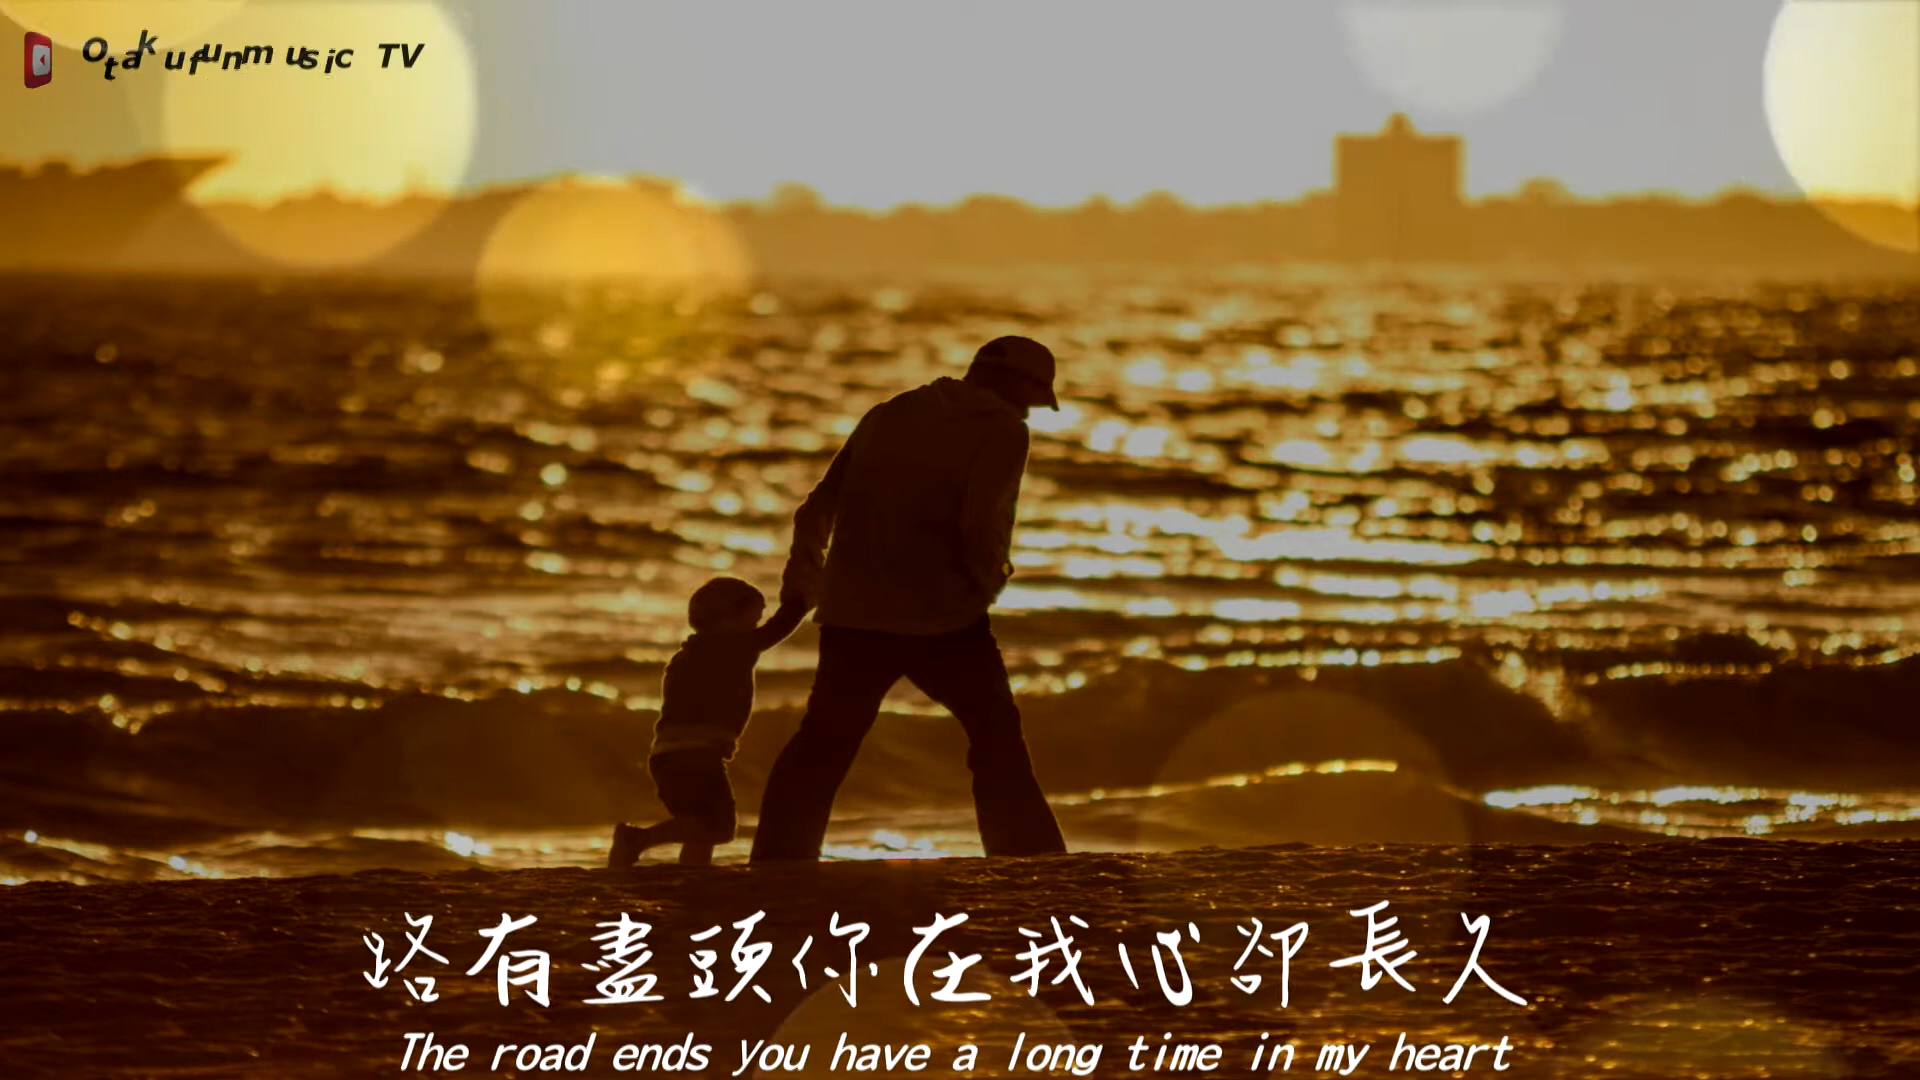 Otakufunmusic TV
路有盡頭你在我心卻長久
The road ends you have a long time in my heart